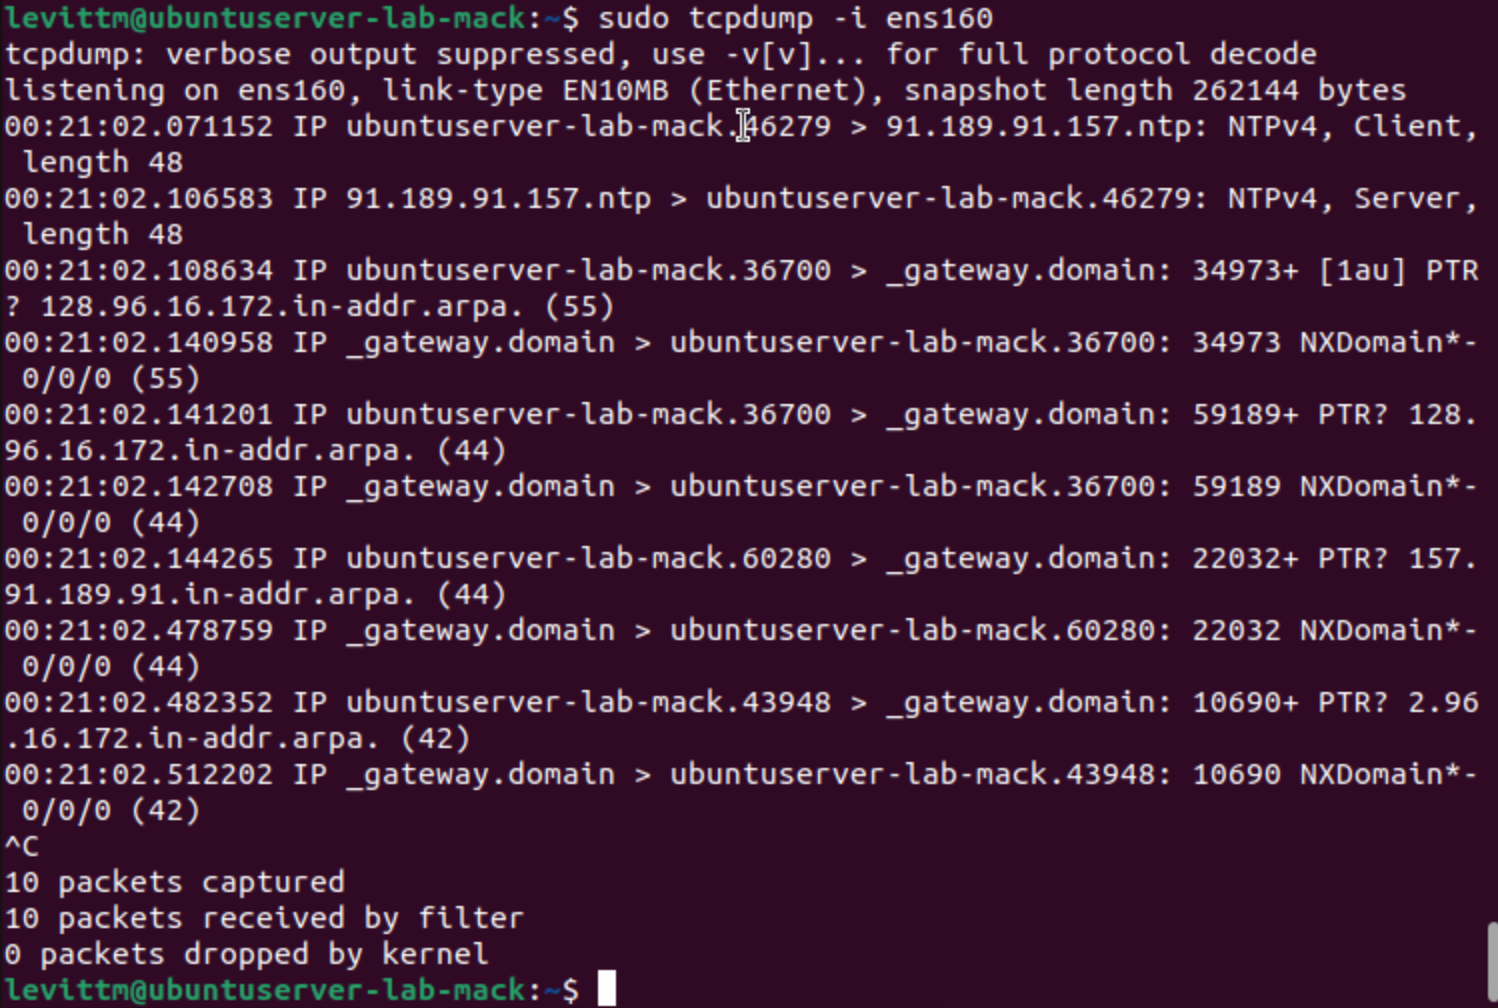 levittm@ubuntuserver-lab-mack:~$ sudo tcpdump -i ens160
tcpdump: verbose output suppressed, use -v[v]... for full protocol decode
listening on ens160, link-type EN10MB (Ethernet), snapshot length 262144 bytes
00:21:02.071152 IP ubuntuserver-lab-mack.46279 > 91.189.91.157.ntp: NTPv4, Client,
 length 48
00:21:02.106583 IP 91.189.91.157.ntp > ubuntuserver-lab-mack.46279: NTPv4, Server,
 length 48
00:21:02.108634 IP ubuntuserver-lab-mack.36700 > _gateway.domain: 34973+ [1au] PTR
? 128.96.16.172.in-addr.arpa. (55)
00:21:02.140958 IP _gateway.domain > ubuntuserver-lab-mack.36700: 34973 NXDomain*-
 0/0/0 (55)
00:21:02.141201 IP ubuntuserver-lab-mack.36700 > _gateway.domain: 59189+ PTR? 128.
96.16.172.in-addr.arpa. (44)
00:21:02.142708 IP _gateway.domain > ubuntuserver-lab-mack.36700: 59189 NXDomain*-
 0/0/0 (44)
00:21:02.144265 IP ubuntuserver-lab-mack.60280 > _gateway.domain: 22032+ PTR? 157.
91.189.91.in-addr.arpa. (44)
00:21:02.478759 IP _gateway.domain > ubuntuserver-lab-mack.60280: 22032 NXDomain*-
 0/0/0 (44)
00:21:02.482352 IP ubuntuserver-lab-mack.43948 > _gateway.domain: 10690+ PTR? 2.96
.16.172.in-addr.arpa. (42)
00:21:02.512202 IP _gateway.domain > ubuntuserver-lab-mack.43948: 10690 NXDomain*-
 0/0/0 (42)
^C
10 packets captured
10 packets received by filter
0 packets dropped by kernel
levittm@ubuntuserver-lab-mack:~$